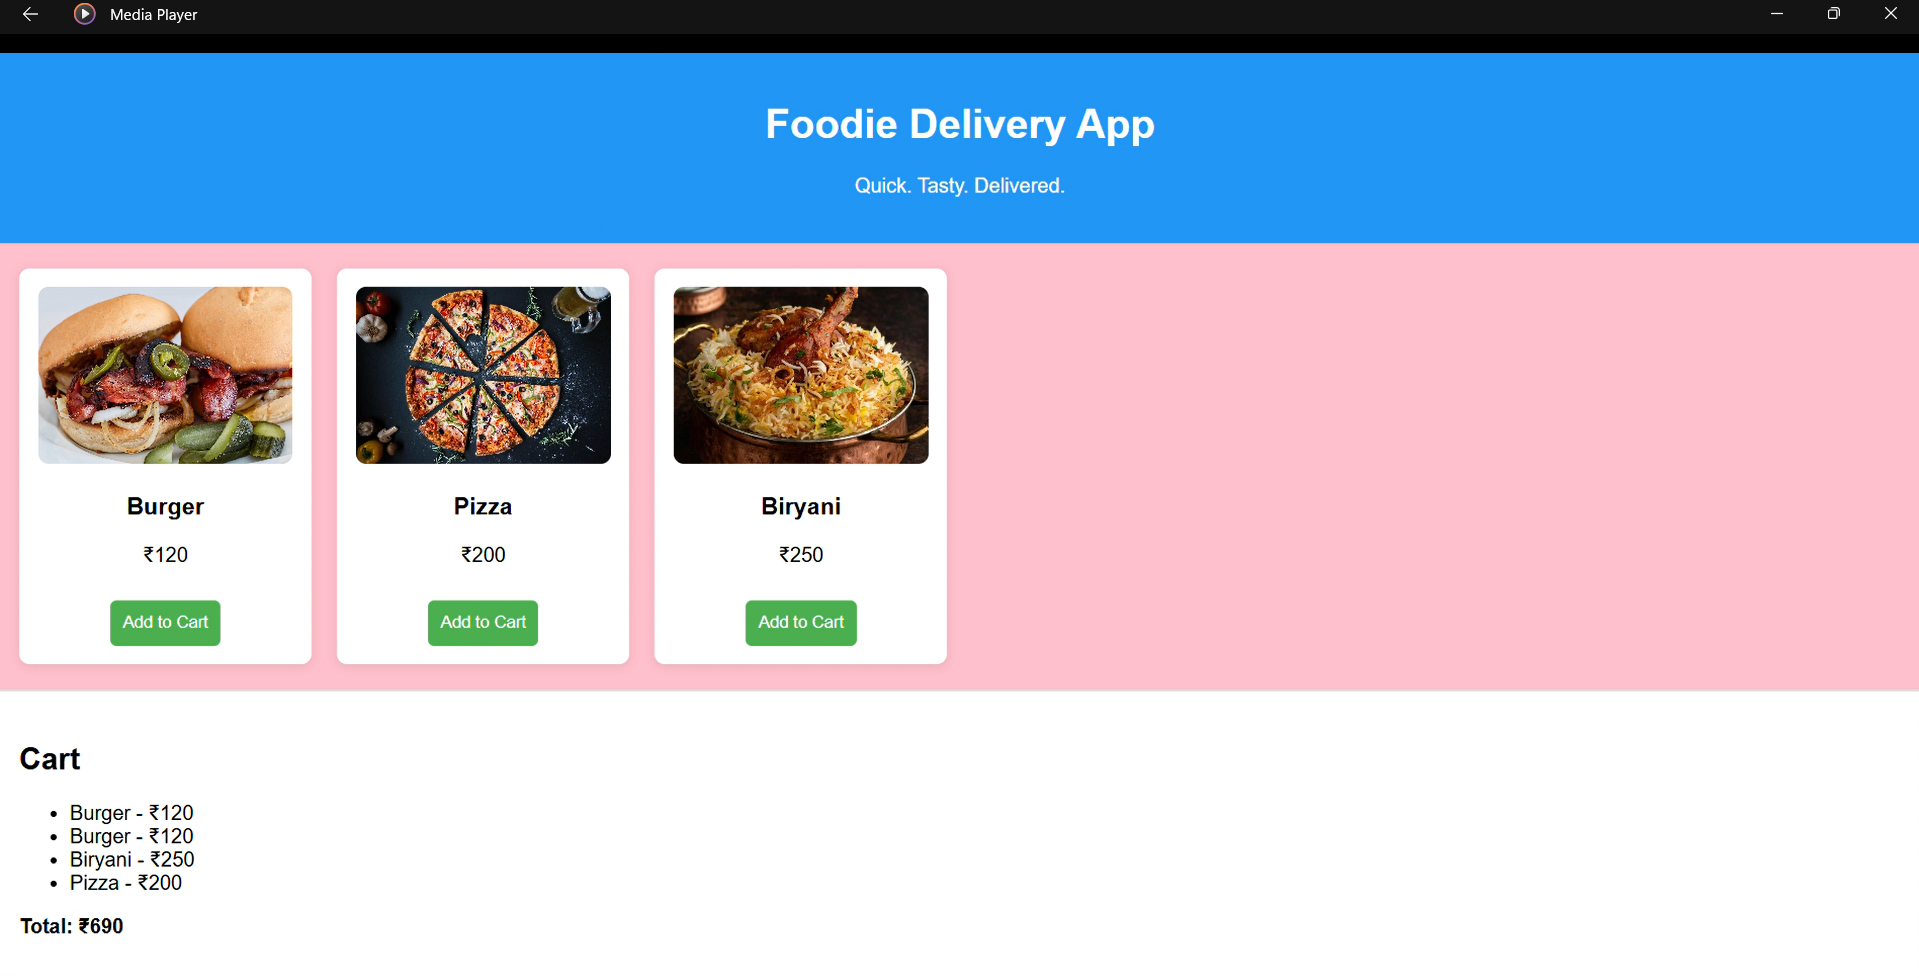 Media Player
Foodie Delivery App
Quick. Tasty. Delivered.
Burger
₹120
Add to Cart
Pizza
₹200
Add to Cart
Biryani
₹250
Add to Cart
Cart
• Burger - ₹120
• Burger - ₹120
• Biryani - ₹250
• Pizza - ₹200
Total: ₹690